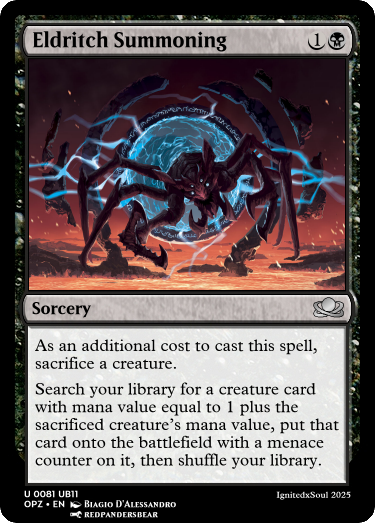 Eldritch Summoning 1
Sorcery
As an additional cost to cast this spell,
sacrifice a creature.
Search your library for a creature card
with mana value equal to 1 plus the
sacrificed creature's mana value, put that
card onto the battlefield with a menace
counter on it, then shuffle your library.
U 0081 UB11
OPZ • EN Biagio D'Alessandro
redpandersbear
IgnitedxSoul 2025